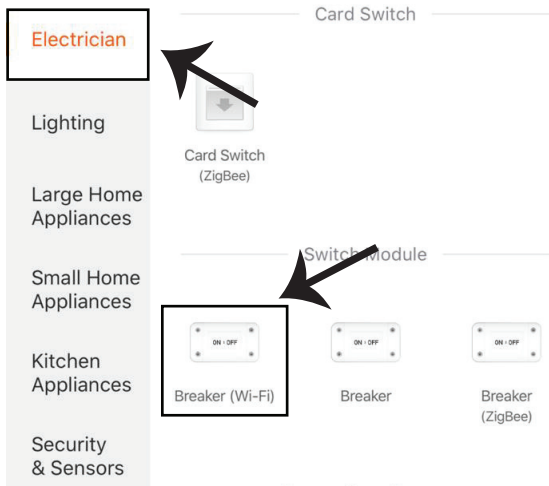 Electrician
Lighting
Large Home
Appliances
Small Home
Appliances
Kitchen
Appliances
Security
& Sensors
Card Switch
Card Switch
(ZigBee)
Switch Module
ON OFF
Breaker (Wi-Fi)
ON OFF
Breaker
ON OFF
Breaker
(ZigBee)